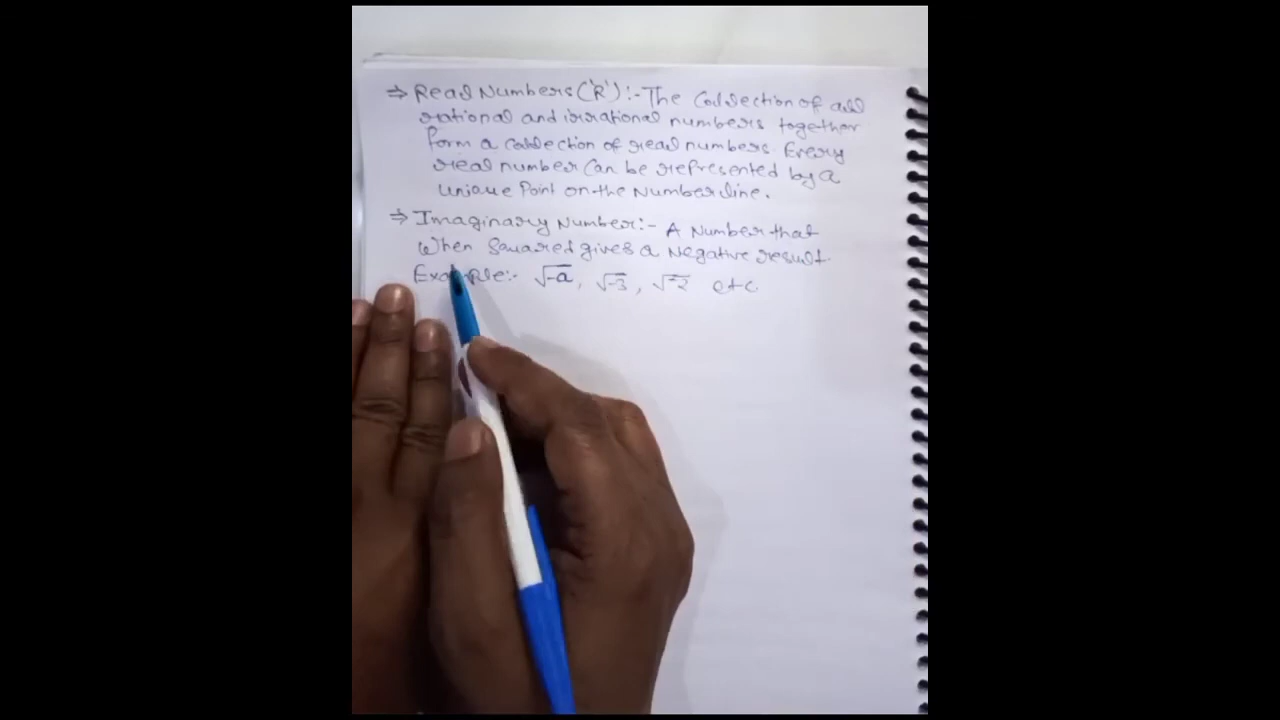 ⇒ Real Numbers ('R') :- The Collection of all
rational and irrational numbers together
form a collection of real numbers. Every
real number can be represented by a
unique point on the number line.
⇒ Imaginary Number:- A Number that
when squared gives a Negative result.
Example:- √-a, √-3, √-2 etc.